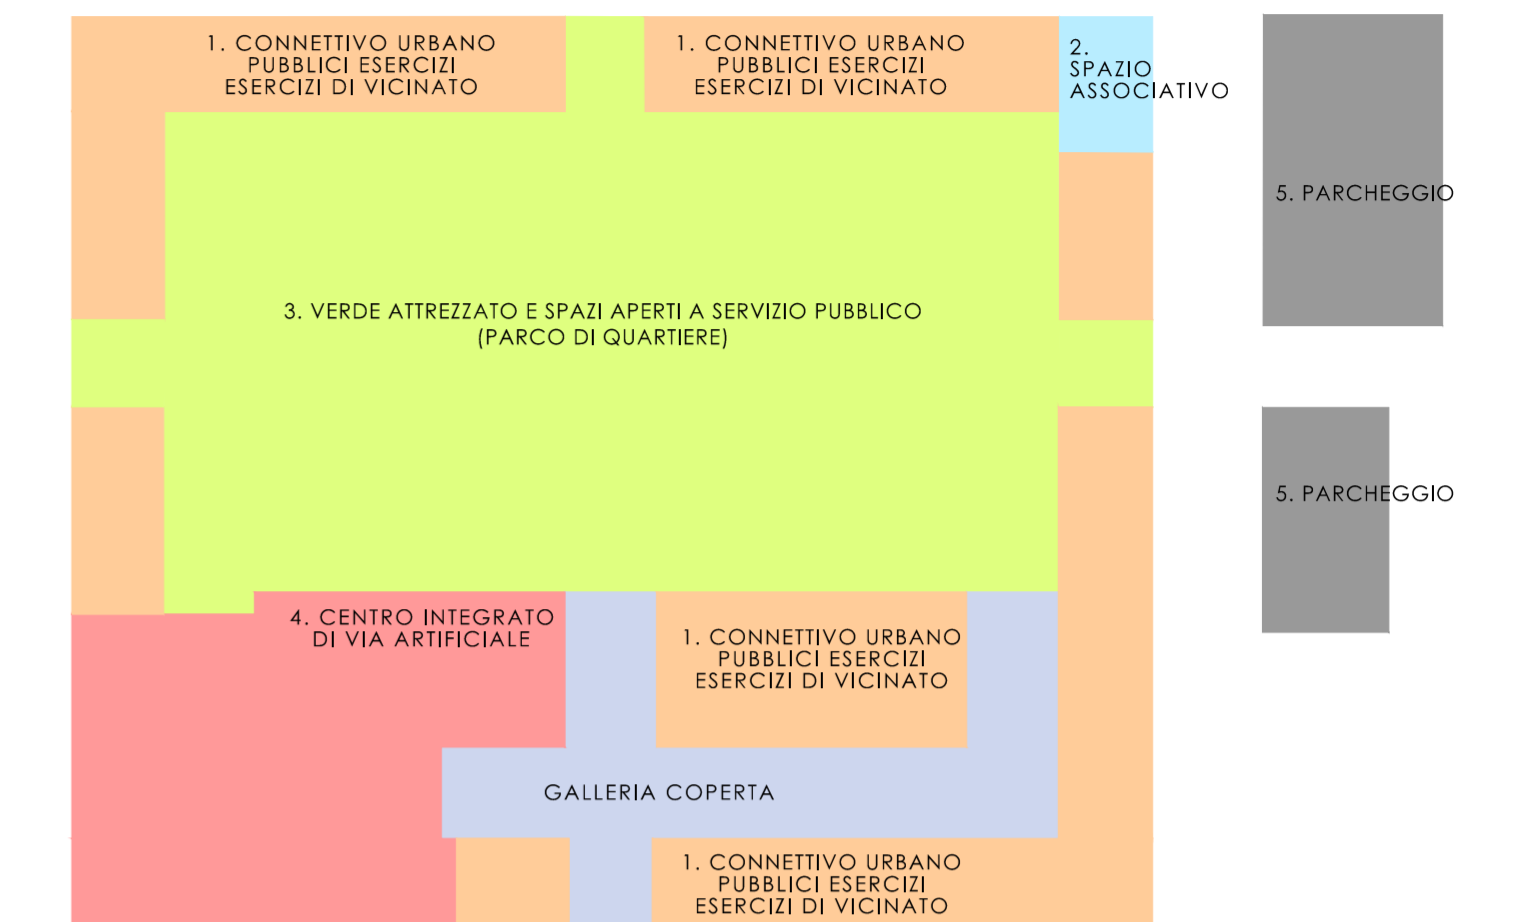 1. CONNETTIVO URBANO
PUBBLICI ESERCIZI
ESERCIZI DI VICINATO
1. CONNETTIVO URBANO
PUBBLICI ESERCIZI
ESERCIZI DI VICINATO
2.
SPAZIO
ASSOCIATIVO
5. PARCHEGGIO
3. VERDE ATTREZZATO E SPAZI APERTI A SERVIZIO PUBBLICO
(PARCO DI QUARTIERE)
5. PARCHEGGIO
4. CENTRO INTEGRATO
DI VIA ARTIFICIALE
1. CONNETTIVO URBANO
PUBBLICI ESERCIZI
ESERCIZI DI VICINATO
GALLERIA COPERTA
1. CONNETTIVO URBANO
PUBBLICI ESERCIZI
ESERCIZI DI VICINATO